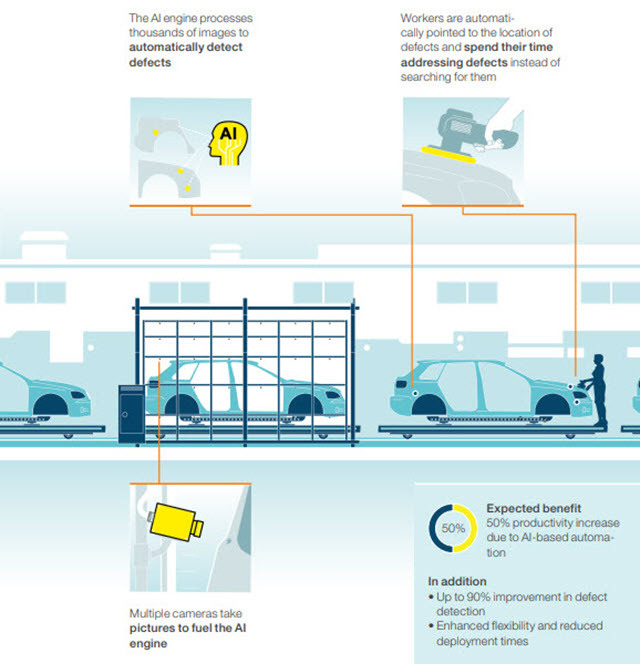 The AI engine processes
thousands of images to
automatically detect
defects
Workers are automati-
cally pointed to the location of
defects and spend their time
addressing defects instead of
searching for them
AI
Multiple cameras take
pictures to fuel the AI
engine
50%
Expected benefit
50% productivity increase
due to AI-based automa-
tion
In addition
• Up to 90% improvement in defect
detection
• Enhanced flexibility and reduced
deployment times